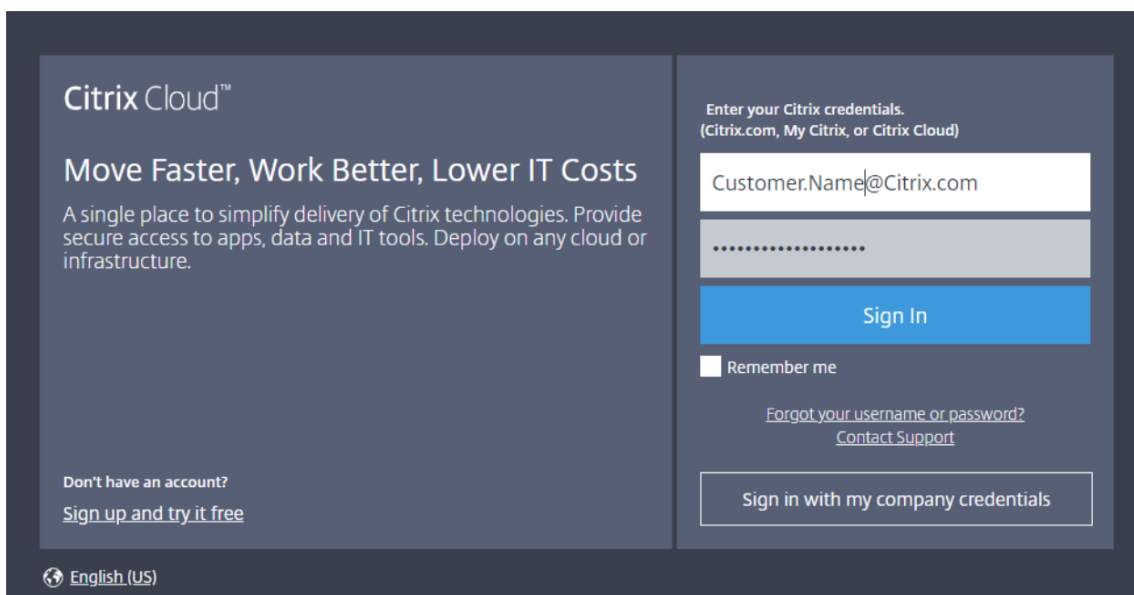 Citrix Cloud™
Move Faster, Work Better, Lower IT Costs
A single place to simplify delivery of Citrix technologies. Provide
secure access to apps, data and IT tools. Deploy on any cloud or
infrastructure.
Don't have an account?
Sign up and try it free
Enter your Citrix credentials.
(Citrix.com, My Citrix, or Citrix Cloud)
Customer.Name@Citrix.com
•••••••••••••••••••
Sign In
Remember me
Forgot your username or password?
Contact Support
Sign in with my company credentials
English (US)